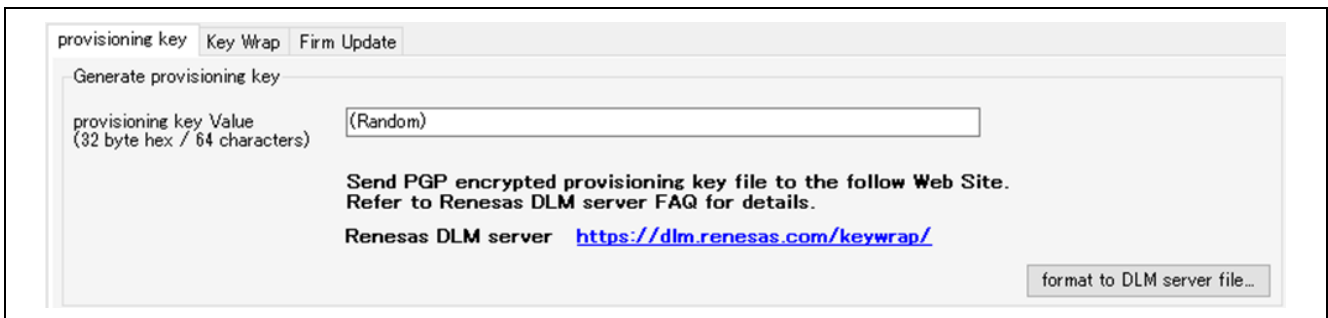 provisioning key Key Wrap Firm Update
Generate provisioning key
provisioning key Value
(32 byte hex / 64 characters)
(Random)
Send PGP encrypted provisioning key file to the follow Web Site.
Refer to Renesas DLM server FAQ for details.
Renesas DLM server https://dlm.renesas.com/keywrap/
format to DLM server file...